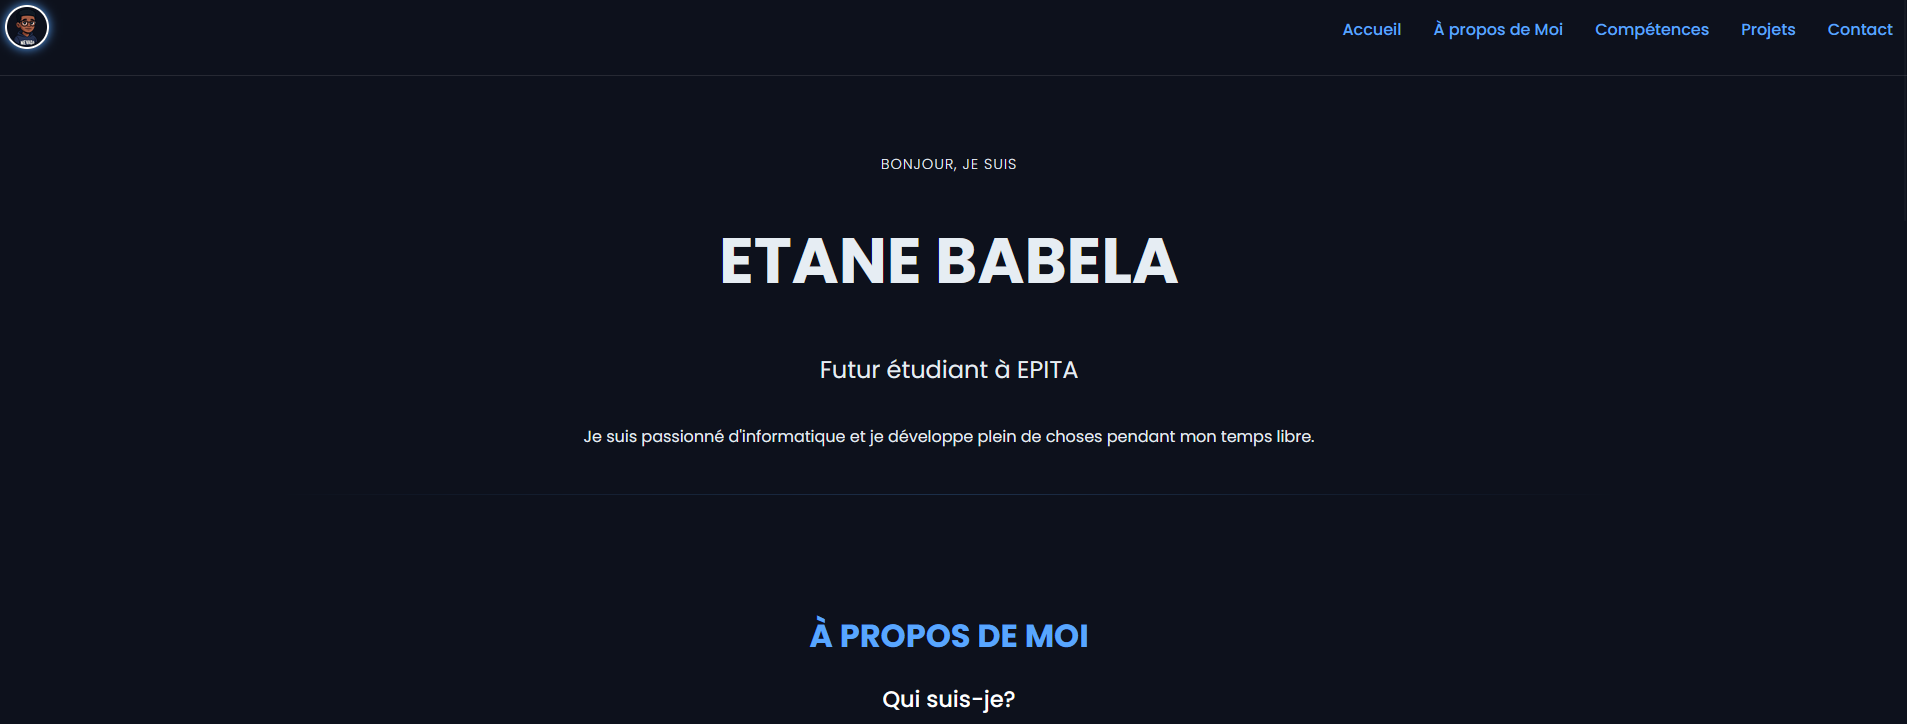 Accueil À propos de Moi Compétences Projets Contact
BONJOUR, JE SUIS
ETANE BABELA
Futur étudiant à EPITA
Je suis passionné d'informatique et je développe plein de choses pendant mon temps libre.
À PROPOS DE MOI
Qui suis-je?